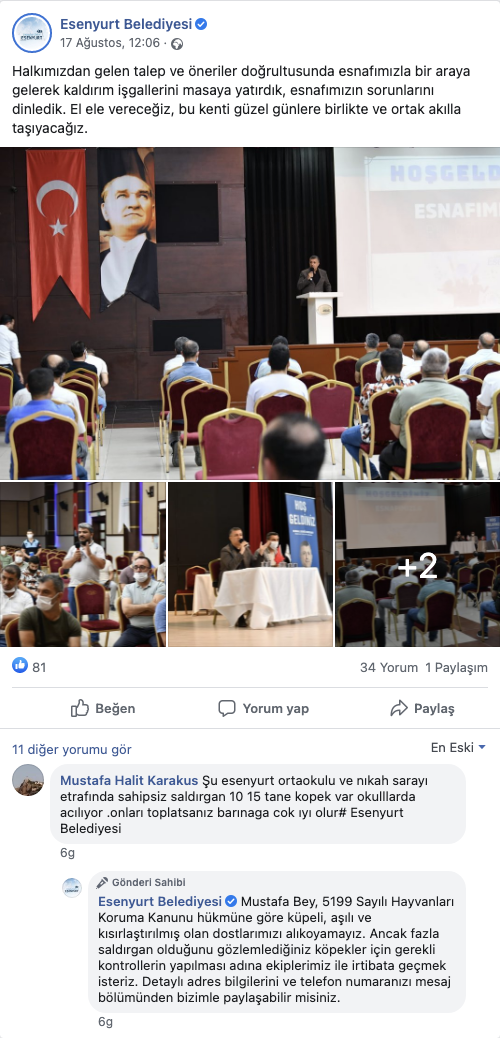 Esenyurt Belediyesi
17 Ağustos, 12:06 ·
Halkımızdan gelen talep ve öneriler doğrultusunda esnafımızla bir araya
gelerek kaldırım işgallerini masaya yatırdık, esnafımızın sorunlarını
dinledik. El ele vereceğiz, bu kenti güzel günlere birlikte ve ortak akılla
taşıyacağız.
HOŞGELD
ESNAFIM
HOŞ
GELDİNİZ
+2
81
34 Yorum 1 Paylaşım
Beğen
Yorum yap
Paylaş
11 diğer yorumu gör
En Eski
Mustafa Halit Karakus Şu esenyurt ortaokulu ve nıkah sarayı
etrafında sahipsiz saldırgan 10 15 tane kopek var okulllarda
acılıyor .onları toplatsanız barınaga cok ıyı olur# Esenyurt
Belediyesi
6g
Gönderi Sahibi
Esenyurt Belediyesi Mustafa Bey, 5199 Sayılı Hayvanları
Koruma Kanunu hükmüne göre küpeli, aşılı ve
kısırlaştırılmış olan dostlarımızı alıkoyamayız. Ancak fazla
saldırgan olduğunu gözlemlediğiniz köpekler için gerekli
kontrollerin yapılması adına ekiplerimiz ile irtibata geçmek
isteriz. Detaylı adres bilgilerini ve telefon numaranızı mesaj
bölümünden bizimle paylaşabilir misiniz.
6g